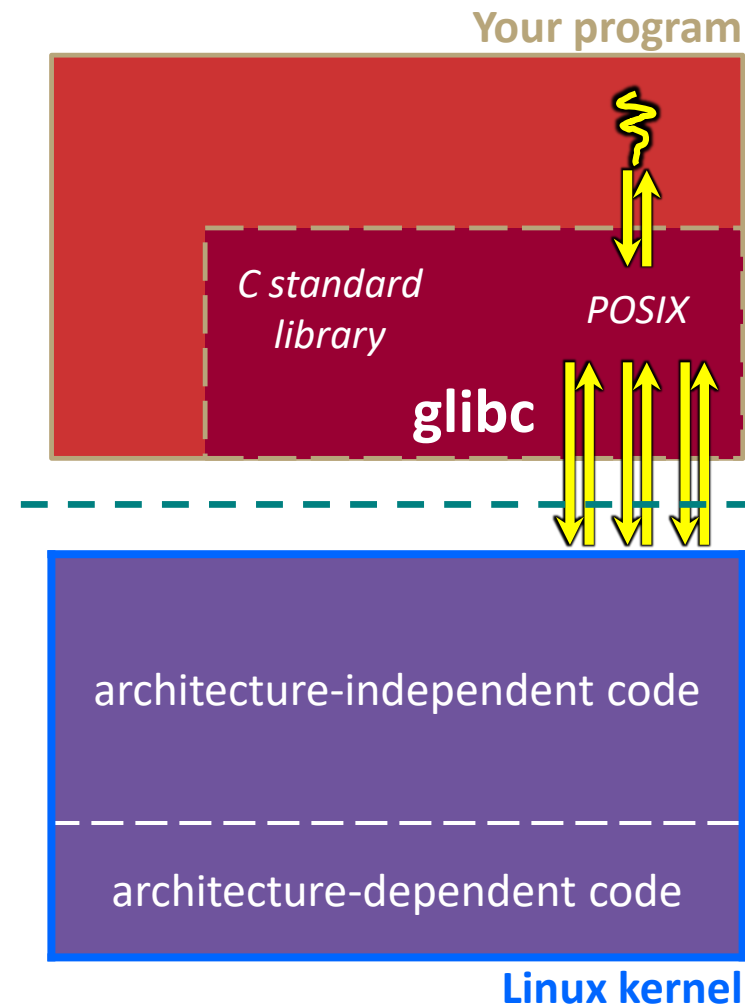 Your program
C standard
library
POSIX
glibc
architecture-independent code
architecture-dependent code
Linux kernel